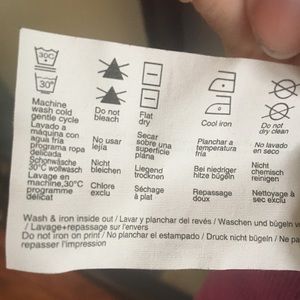 30C
30°
Machine wash cold gentle cycle
Lavado a máquina con agua fria programa ropa delicada
Schonwäsche 30°C wollwasch
Lavage en machine,30°C programme délicat
Do not bleach
No usar lejía
Nicht bleichen
Chlore exclu
Flat dry
Secar sobre una superficie plana
Liegend trocknen
Séchage à plat
Cool iron
Planchar a temperatura fria
Bei niedriger hitze bügeln
Repassage doux
Do not dry clean
No lavado en seco
Nicht chemisch reinigen
Nettoyage à sec exclu
Wash & iron inside out / Lavar y planchar del revés / Waschen und bügeln
/ Lavage+repassage sur l'envers
Do not iron on print / No planchar el estampado / Druck nicht bügeln / Ne
repasser l'impression